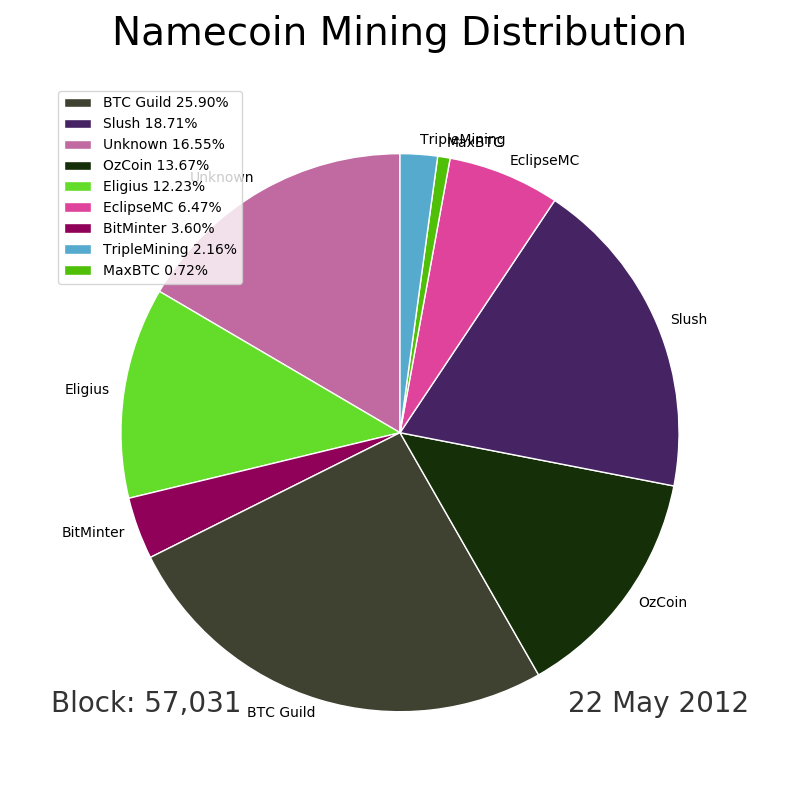 Namecoin Mining Distribution
BTC Guild 25.90%
Slush 18.71%
Unknown 16.55%
OzCoin 13.67%
Eligius 12.23%
EclipseMC 6.47%
BitMinter 3.60%
TripleMining 2.16%
MaxBTC 0.72%
TripleMining
MaxBTC
EclipseMC
Unknown
Slush
Eligius
BitMinter
OzCoin
BTC Guild
Block: 57,031
22 May 2012